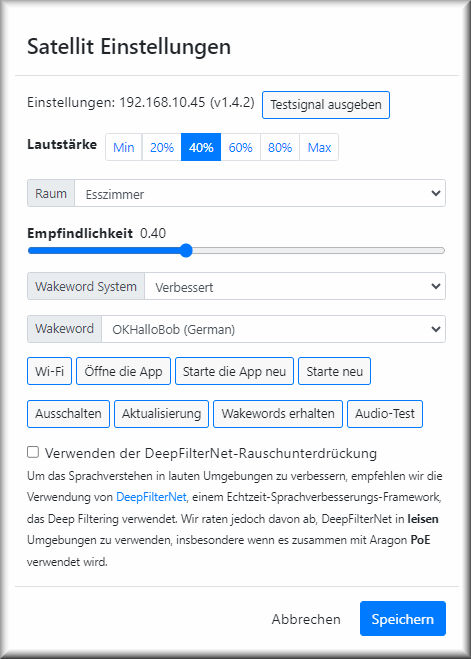 Satellit Einstellungen
Einstellungen: 192.168.10.45 (v1.4.2) Testsignal ausgeben
Lautstärke Min 20% 40% 60% 80% Max
Raum Esszimmer
Empfindlichkeit 0.40
Wakeword System Verbessert
Wakeword OKHalloBob (German)
Wi-Fi Öffne die App Starte die App neu Starte neu
Ausschalten Aktualisierung Wakewords erhalten Audio-Test
Verwenden der DeepFilterNet-Rauschunterdrückung
Um das Sprachverstehen in lauten Umgebungen zu verbessern, empfehlen wir die
Verwendung von DeepFilterNet, einem Echtzeit-Sprachverbesserungs-Framework,
das Deep Filtering verwendet. Wir raten jedoch davon ab, DeepFilterNet in leisen
Umgebungen zu verwenden, insbesondere wenn es zusammen mit Aragon PoE
verwendet wird.
Abbrechen Speichern